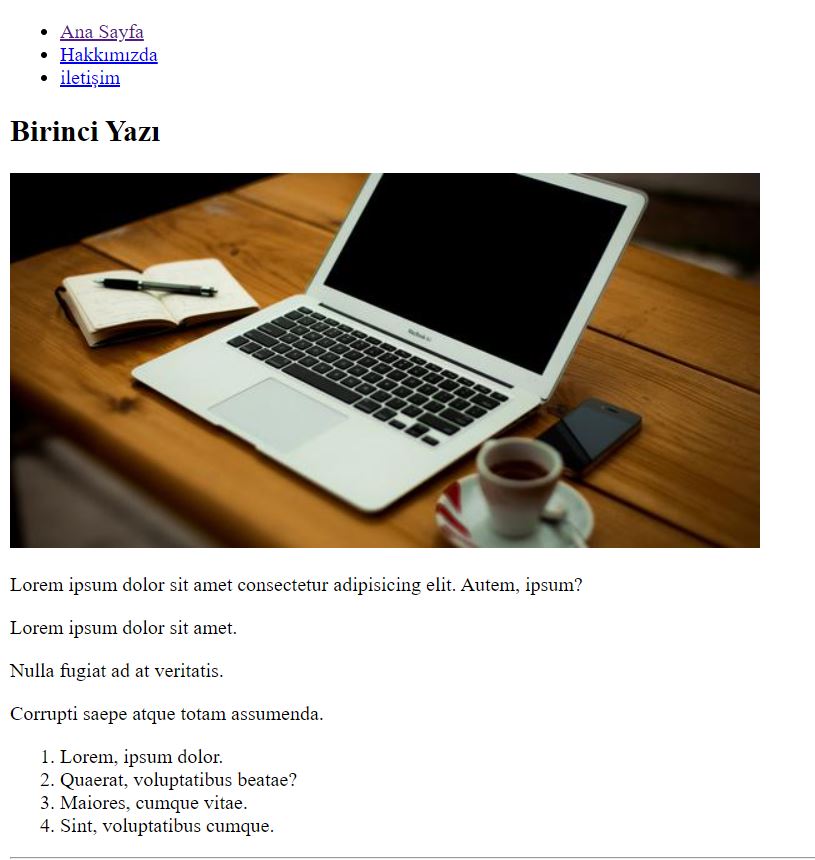 Ana Sayfa
Hakkımızda
iletişim
Birinci Yazı
Lorem ipsum dolor sit amet consectetur adipisicing elit. Autem, ipsum?
Lorem ipsum dolor sit amet.
Nulla fugiat ad at veritatis.
Corrupti saepe atque totam assumenda.
1. Lorem, ipsum dolor.
2. Quaerat, voluptatibus beatae?
3. Maiores, cumque vitae.
4. Sint, voluptatibus cumque.